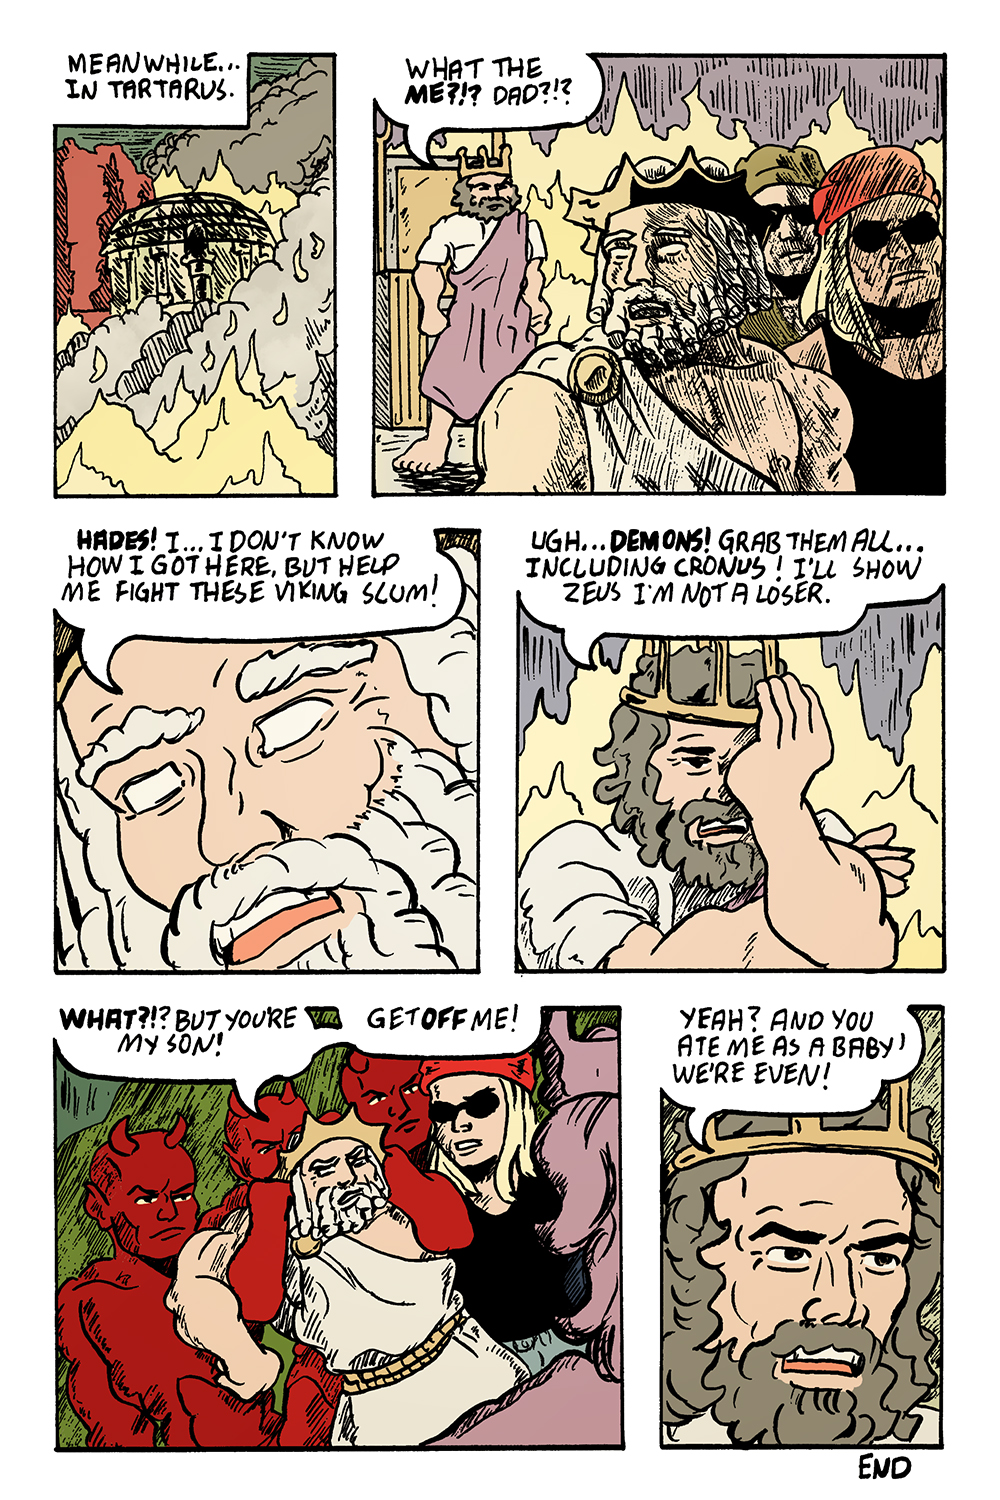 MEANWHILE...
IN TARTARUS.
WHAT THE
ME?!? DAD?!?
HADES! I... I DON'T KNOW
HOW I GOT HERE, BUT HELP
ME FIGHT THESE VIKING SLUM!
UGH... DEMONS! GRAB THEM ALL...
INCLUDING CRONUS! I'LL SHOW
ZEUS I'M NOT A LOSER.
WHAT?!? BUT YOU'RE
MY SON!
GET OFF ME!
YEAH? AND YOU
ATE ME AS A BABY'
WE'RE EVEN!
END